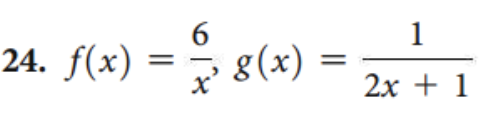 24. f(x) = 6/x, g(x) = 1/(2x + 1)